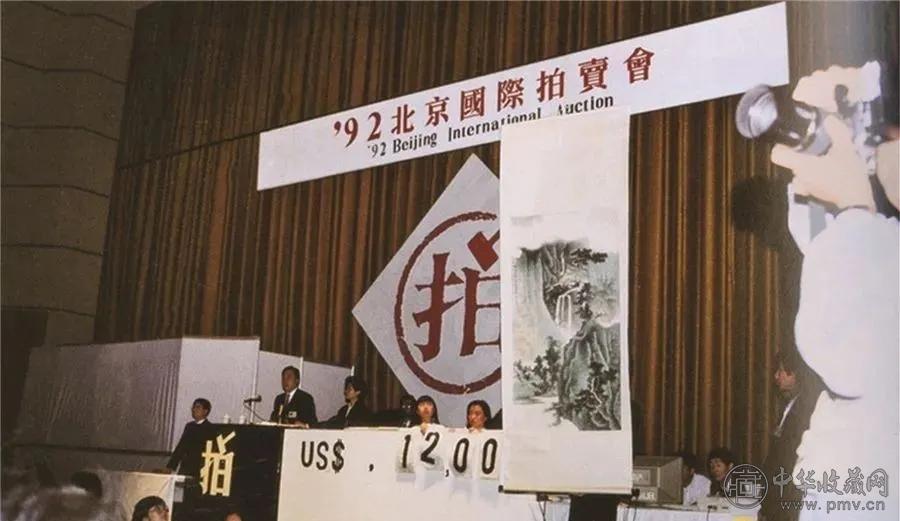 '92北京國際拍賣會
'92 Beijing International Auction
拍
拍
US$ . 12,00
中华收藏网
www.pmv.cn